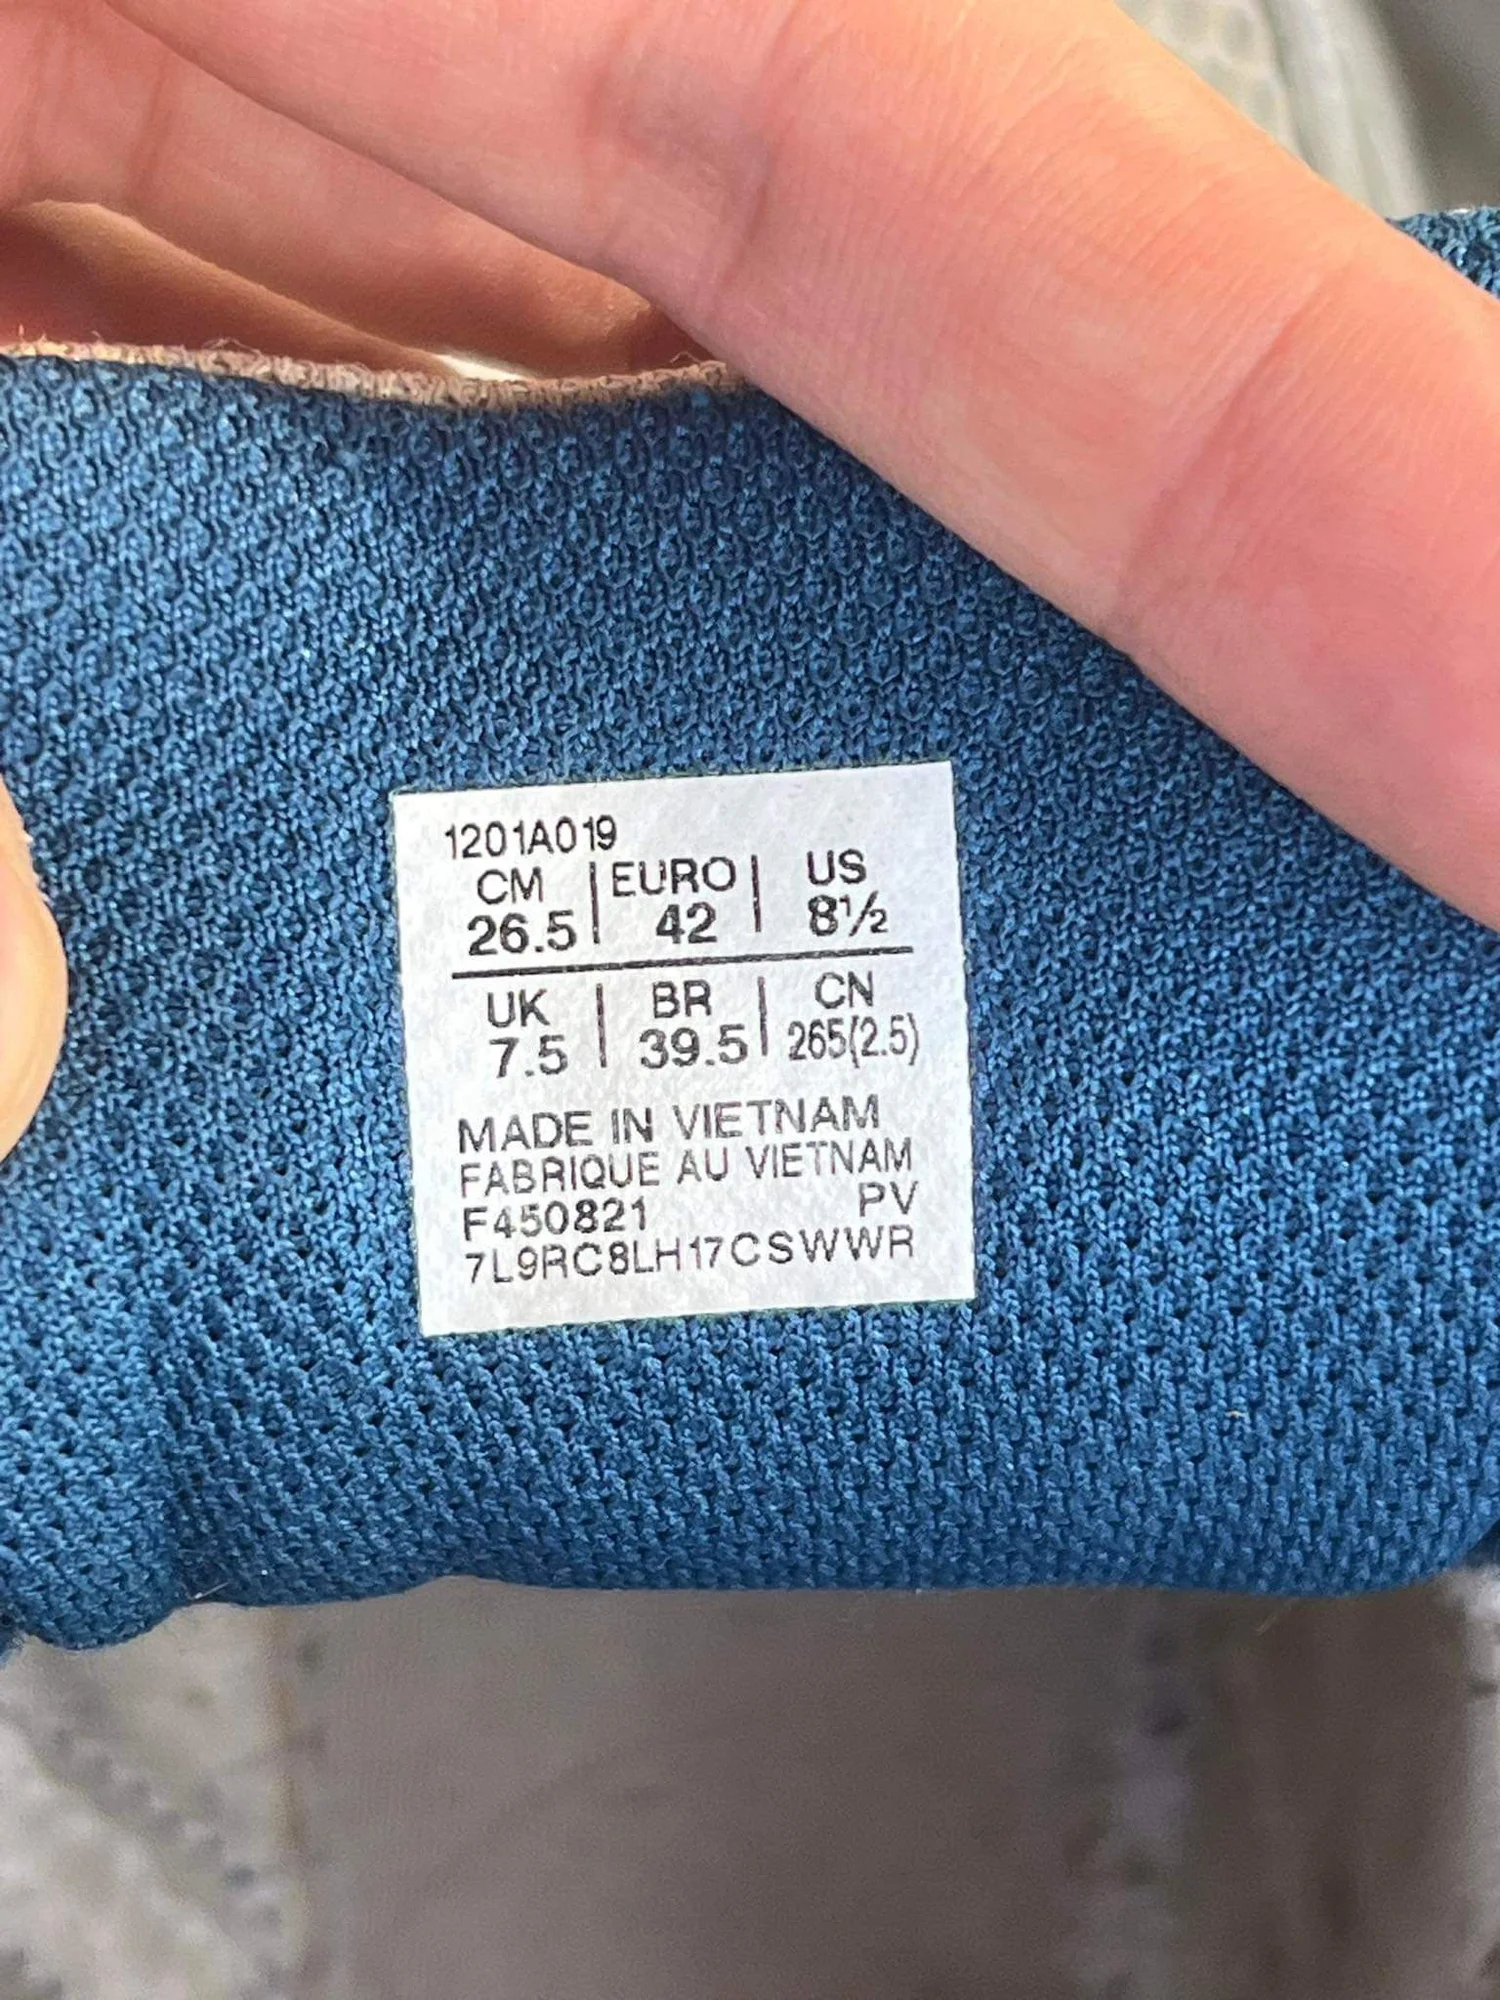 1201A019
CM | EURO | US
26.5 | 42 | 8½
UK | BR | CN
7.5 | 39.5 | 265(2.5)
MADE IN VIETNAM
FABRIQUE AU VIETNAM
F450821 PV
7L9RC8LH17CSWWR